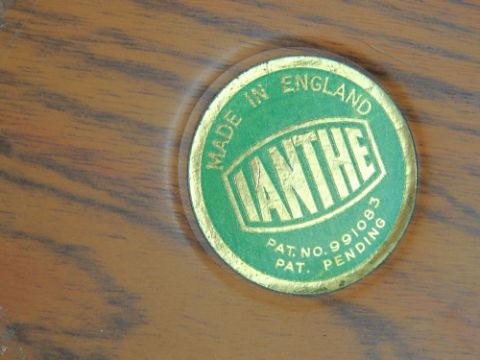 MADE IN ENGLAND
IANTHE
PAT. NO. 991083
PAT. PENDING